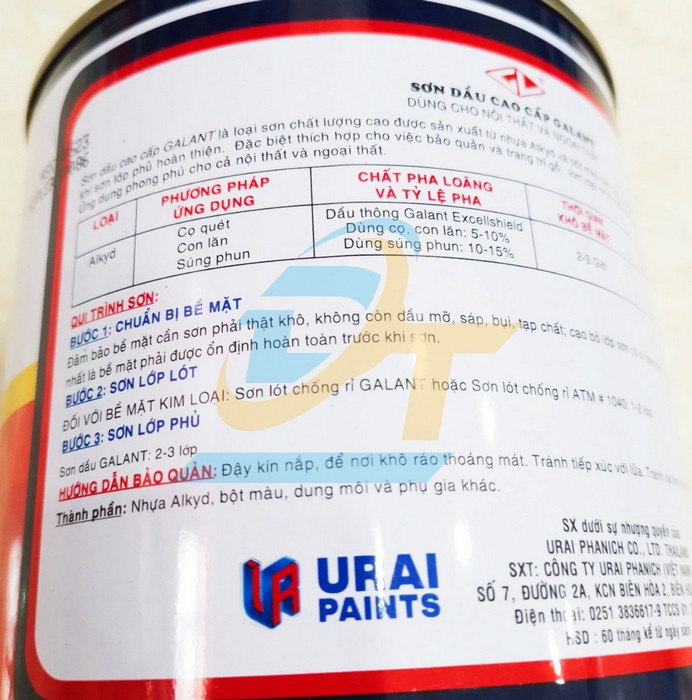 SƠN DẦU CAO CẤP GALANT
DÙNG CHO NỘI THẤT VÀ NGOẠI
Sơn dầu cao cấp GALANT là loại sơn chất lượng cao được sản xuất từ nhựa Alkyd và bột
khi sơn lớp phủ hoàn thiện. Đặc biệt thích hợp cho việc bảo quản và trang trí gỗ, kim loại
Ứng dụng phong phú cho cả nội thất và ngoại thất.
LOẠI
PHƯƠNG PHÁP
ỨNG DỤNG
CHẤT PHA LOÃNG
VÀ TỶ LỆ PHA
THỜI GIAN
KHÔ BỀ MẶT
Alkyd
Cọ quét
Con lăn
Súng phun
Dầu thông Galant Excellshield
Dùng cọ, con lăn: 5-10%
Dùng súng phun: 10-15%
2-3 Giờ
QUI TRÌNH SƠN:
BƯỚC 1: CHUẨN BỊ BỀ MẶT
Đảm bảo bề mặt cần sơn phải thật khô, không còn dầu mỡ, sáp, bụi, tạp chất; cạo bỏ lớp sơn cũ
nhất là bề mặt phải được ổn định hoàn toàn trước khi sơn.
BƯỚC 2: SƠN LỚP LÓT
ĐỐI VỚI BỀ MẶT KIM LOẠI: Sơn lót chống rỉ GALANT hoặc Sơn lót chống rỉ ATM # 1040: 1-2 lớp
BƯỚC 3: SƠN LỚP PHỦ
Sơn dầu GALANT: 2-3 lớp
HƯỚNG DẪN BẢO QUẢN: Đậy kín nắp, để nơi khô ráo thoáng mát. Tránh tiếp xúc với lửa. Tránh
Thành phần: Nhựa Alkyd, bột màu, dung môi và phụ gia khác.
DT
UR URAI
PAINTS
SX dưới sự nhượng quyền của
URAI PHANICH CO., LTD. THAILAND
SXT: CÔNG TY URAI PHANICH (VIỆT NAM
SỐ 7, ĐƯỜNG 2A, KCN BIÊN HÒA 2, BIÊN HÒA
Điện thoại: 0251 3836617-9 TCCS 01:
HSD : 60 tháng kể từ ngày sản